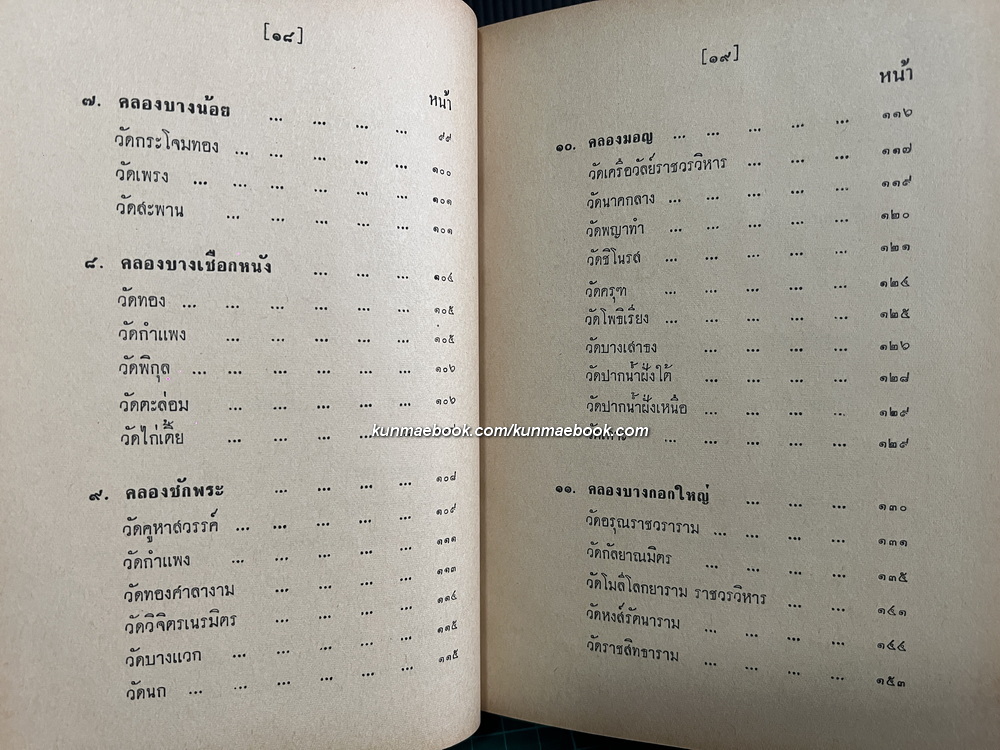 [๑๘]
หน้า
๗. คลองบางน้อย ... ... ... ... ๙๙
วัดกระโจมทอง ... ... ... ... ... ๑๐๐
วัดเพรง ... ... ... ... ... ๑๐๑
วัดสะพาน ... ... ... ... ... ๑๐๑
๘. คลองบางเชือกหนัง ... ... ... ๑๐๔
วัดทอง ... ... ... ... ... ... ๑๐๕
วัดกำแพง ... ... ... ... ... ๑๐๕
วัดพิกุล ... ... ... ... ... ... ๑๐๖
วัดตะล่อม ... ... ... ... ... ๑๐๖
วัดไก่เตี้ย ... ... ... ...
๙. คลองชักพระ ... ... ... ... ๑๐๘
วัดคูหาสวรรค์ ... ... ... ... ... ๑๐๙
วัดกำแพง ... ... ... ... ... ๑๑๑
วัดทองศาลางาม ... ... ... ... ๑๑๓
วัดวิจิตรเนรมิตร ... ... ... ... ๑๑๔
วัดบางแวก ... ... ... ... ... ๑๑๕
วัดนก ... ... ... ... ... ... ๑๑๕
[๑๙]
หน้า
๑๐. คลองมอญ ... ... ... ... ... ๑๑๖
วัดเครือวัลย์ราชวรวิหาร ... ... ... ๑๑๗
วัดนาคกลาง ... ... ... ... ... ๑๑๙
วัดพญาทำ ... ... ... ... ... ๑๒๐
วัดชิโนรส ... ... ... ... ... ๑๒๑
วัดครุฑ ... ... ... ... ... ๑๒๔
วัดโพธิเรียง ... ... ... ... ... ๑๒๕
วัดบางเสาธง ... ... ... ... ๑๒๖
วัดปากน้ำฝั่งใต้ ... ... ... ... ๑๒๘
วัดปากน้ำฝั่งเหนือ ... ... ... ... ๑๒๙
... ... ... ... ... ๑๒๙
kunmaebook.com/kunmaebook.com
๑๑. คลองบางกอกใหญ่ ... ... ... ๑๓๐
วัดอรุณราชวราราม ... ... ... ... ๑๓๑
วัดกัลยาณมิตร ... ... ... ... ๑๓๕
วัดโมลีโลกยาราม ราชวรวิหาร ... ... ๑๔๑
วัดหงส์รัตนาราม ... ... ... ... ๑๔๔
วัดราชสิทธาราม ... ... ... ... ๑๕๓